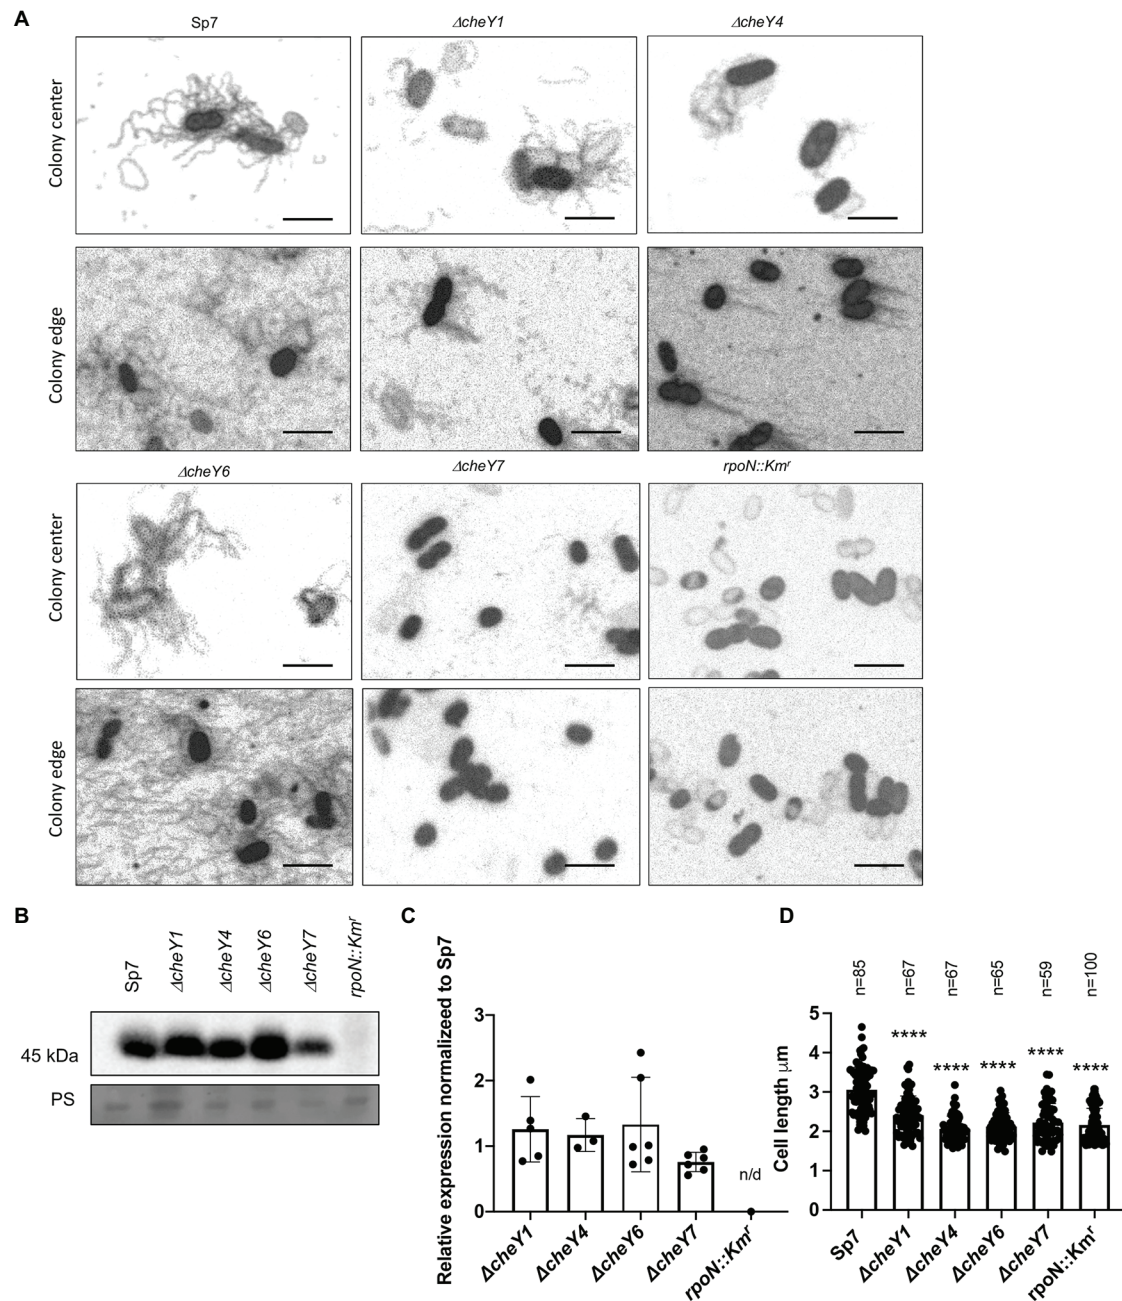 A
Sp7
ΔcheY1
ΔcheY4
Colony center
Colony edge
ΔcheY6
ΔcheY7
rpoN::Kmʳ
Colony center
Colony edge
B
Sp7
ΔcheY1
ΔcheY4
ΔcheY6
ΔcheY7
rpoN::Kmʳ
45 kDa
PS
C
Relative expression normalizeed to Sp7
3
2
1
0
n/d
ΔcheY1
ΔcheY4
ΔcheY6
ΔcheY7
rpoN::Kmʳ
D
n=85
n=67
n=67
n=65
n=59
n=100
Cell length µm
5
4
3
2
1
0
****
****
****
****
****
Sp7
ΔcheY1
ΔcheY4
ΔcheY6
ΔcheY7
rpoN::Kmʳ